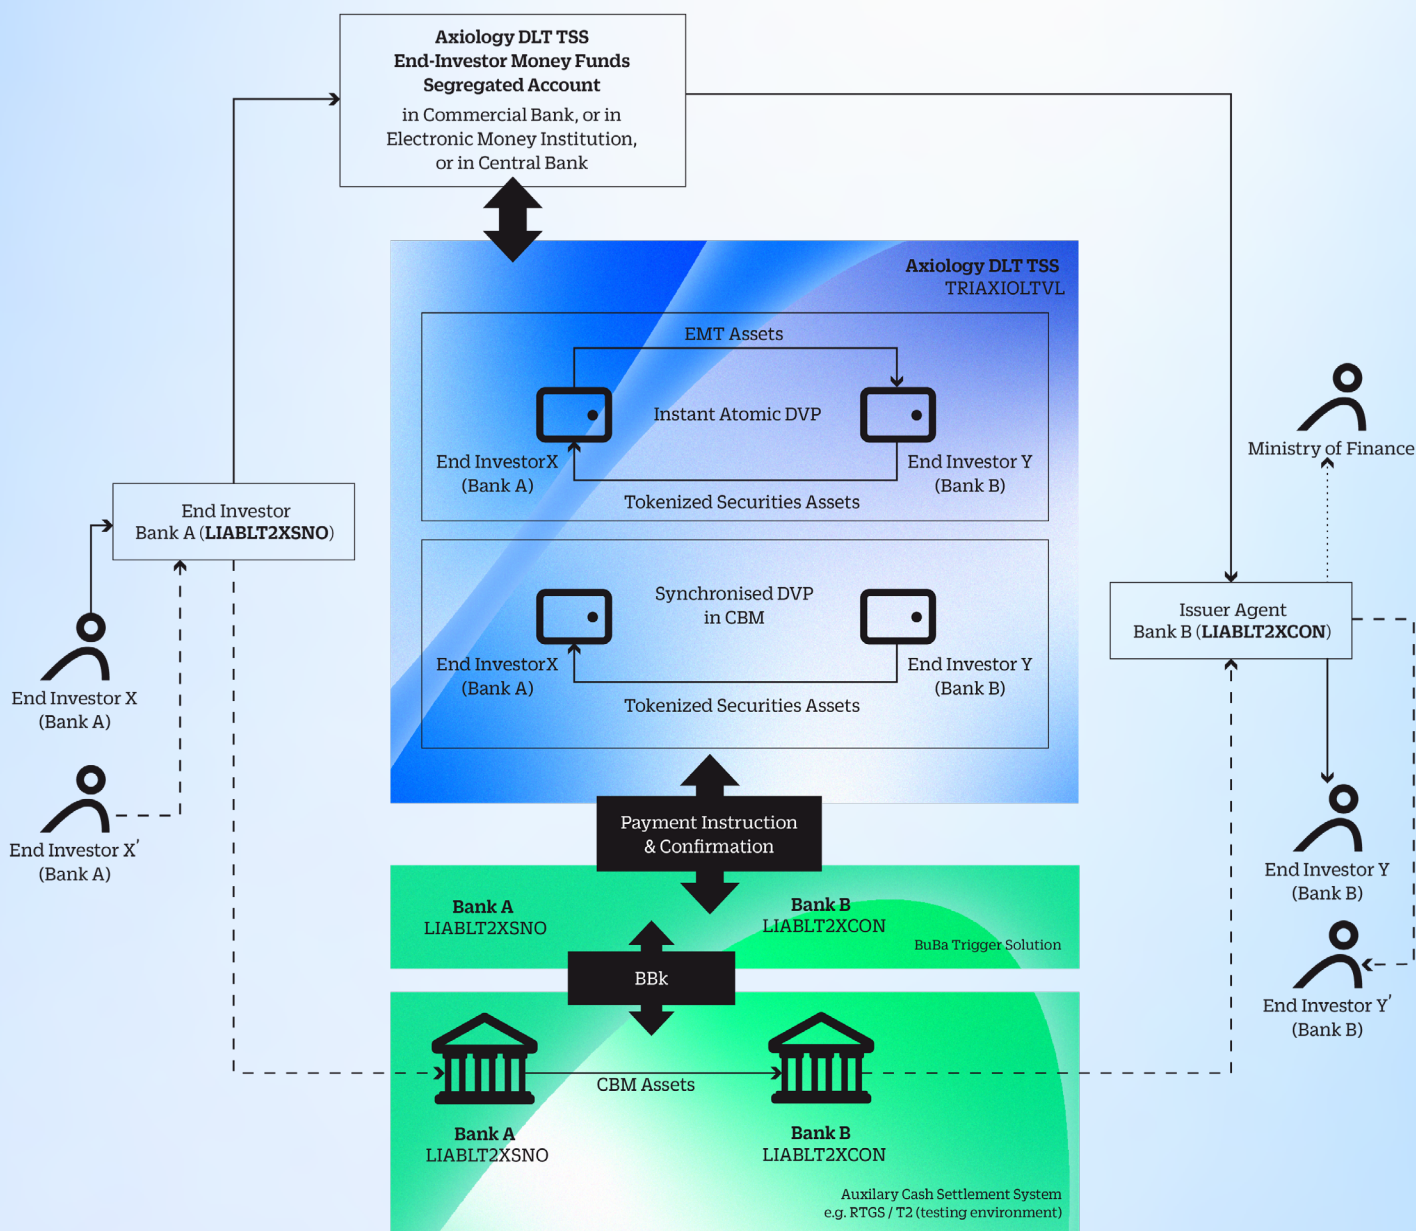 Axiology DLT TSS
End-Investor Money Funds
Segregated Account
in Commercial Bank, or in
Electronic Money Institution,
or in Central Bank
Axiology DLT TSS
TRIAXIOLTVL
EMT Assets
Instant Atomic DVP
End InvestorX
(Bank A)
End Investor Y
(Bank B)
Tokenized Securities Assets
Synchronised DVP
in CBM
End InvestorX
(Bank A)
End Investor Y
(Bank B)
Tokenized Securities Assets
End Investor
Bank A (LIABLT2XSNO)
End Investor X
(Bank A)
End Investor X'
(Bank A)
Ministry of Finance
Issuer Agent
Bank B (LIABLT2XCON)
End Investor Y
(Bank B)
End Investor Y'
(Bank B)
Payment Instruction
& Confirmation
Bank A
LIABLT2XSNO
Bank B
LIABLT2XCON
BuBa Trigger Solution
BBk
CBM Assets
Bank A
LIABLT2XSNO
Bank B
LIABLT2XCON
Auxilary Cash Settlement System
e.g. RTGS / T2 (testing environment)